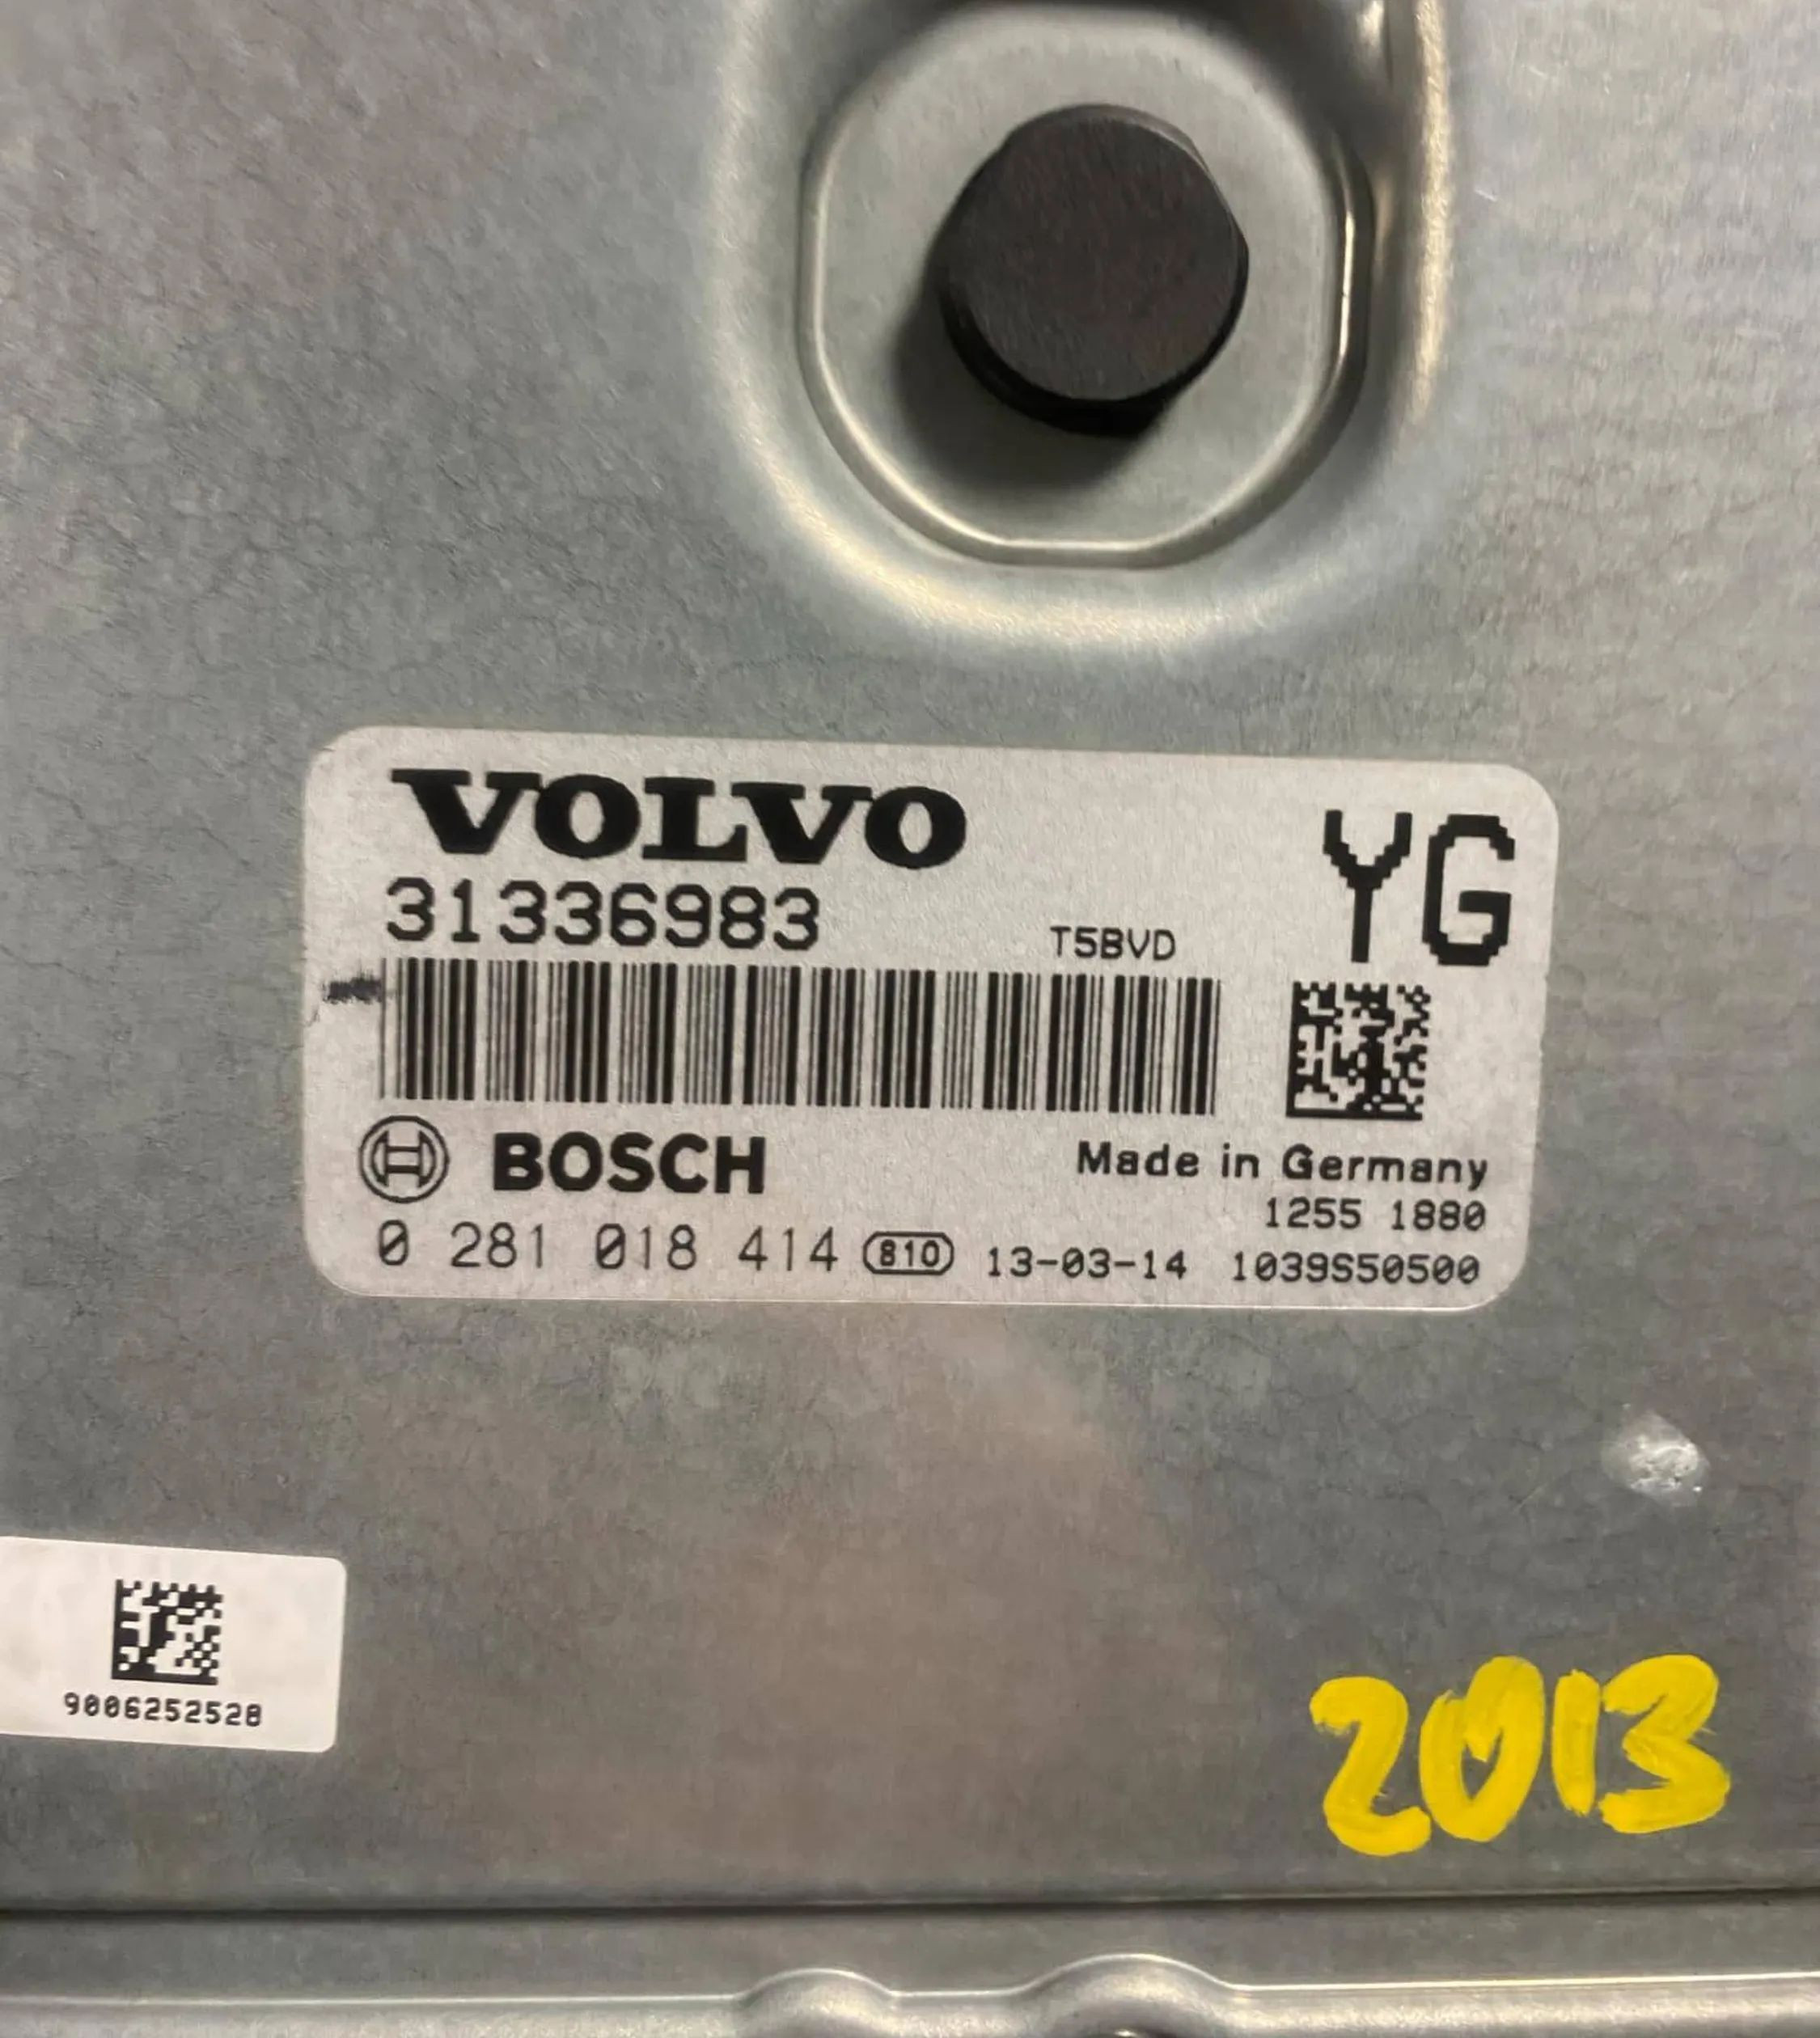 VOLVO
YG
31336983
T5BVD
BOSCH
Made in Germany
1255 1880
0 281 018 414 810 13-03-14 1039S50500
9006252528
2013